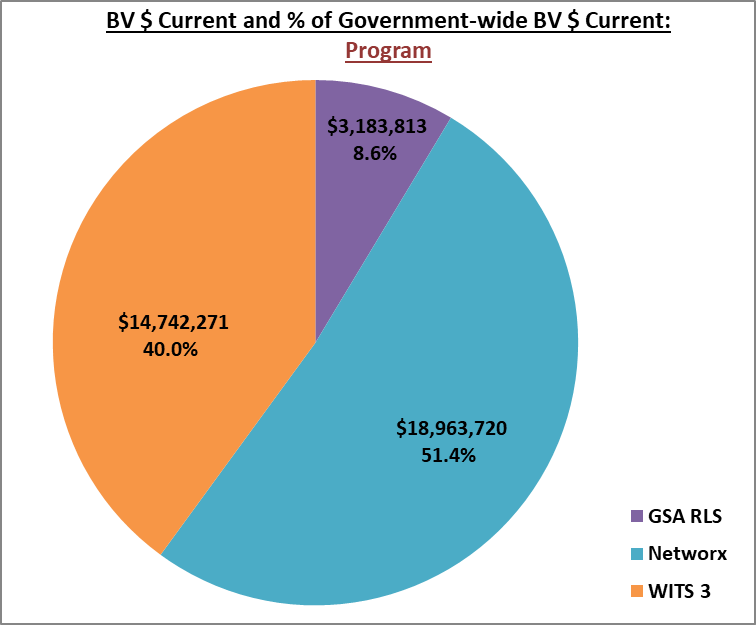 BV $ Current and % of Government-wide BV $ Current:
Program
$3,183,813
8.6%
$14,742,271
40.0%
$18,963,720
51.4%
GSA RLS
Networx
WITS 3